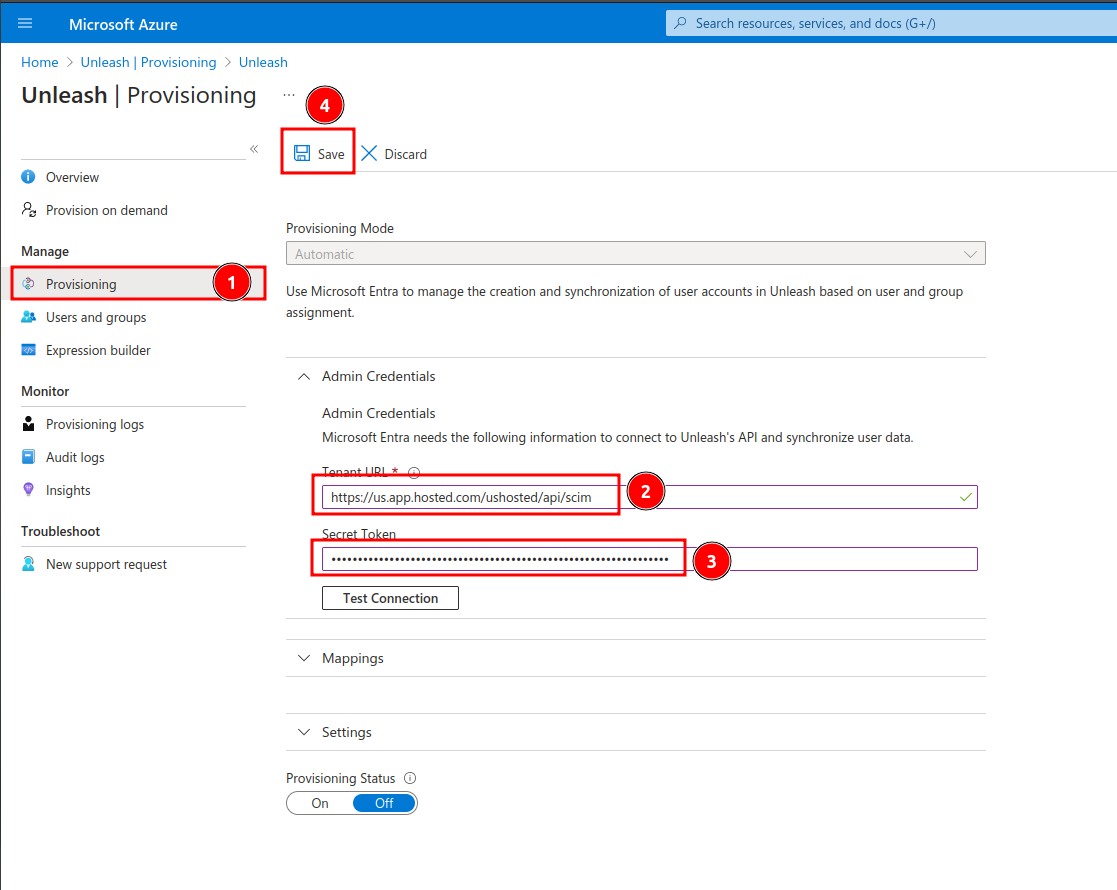 Microsoft Azure
Search resources, services, and docs (G+/)
Home > Unleash | Provisioning > Unleash
Unleash | Provisioning ...
4
«
Save Discard
Overview
Provision on demand
Manage
Provisioning
1
Users and groups
Expression builder
Monitor
Provisioning logs
Audit logs
Insights
Troubleshoot
New support request
Provisioning Mode
Automatic
Use Microsoft Entra to manage the creation and synchronization of user accounts in Unleash based on user and group
assignment.
Admin Credentials
Admin Credentials
Microsoft Entra needs the following information to connect to Unleash's API and synchronize user data.
Tenant URL *
https://us.app.hosted.com/ushosted/api/scim
2
Secret Token
3
Test Connection
Mappings
Settings
Provisioning Status
On Off